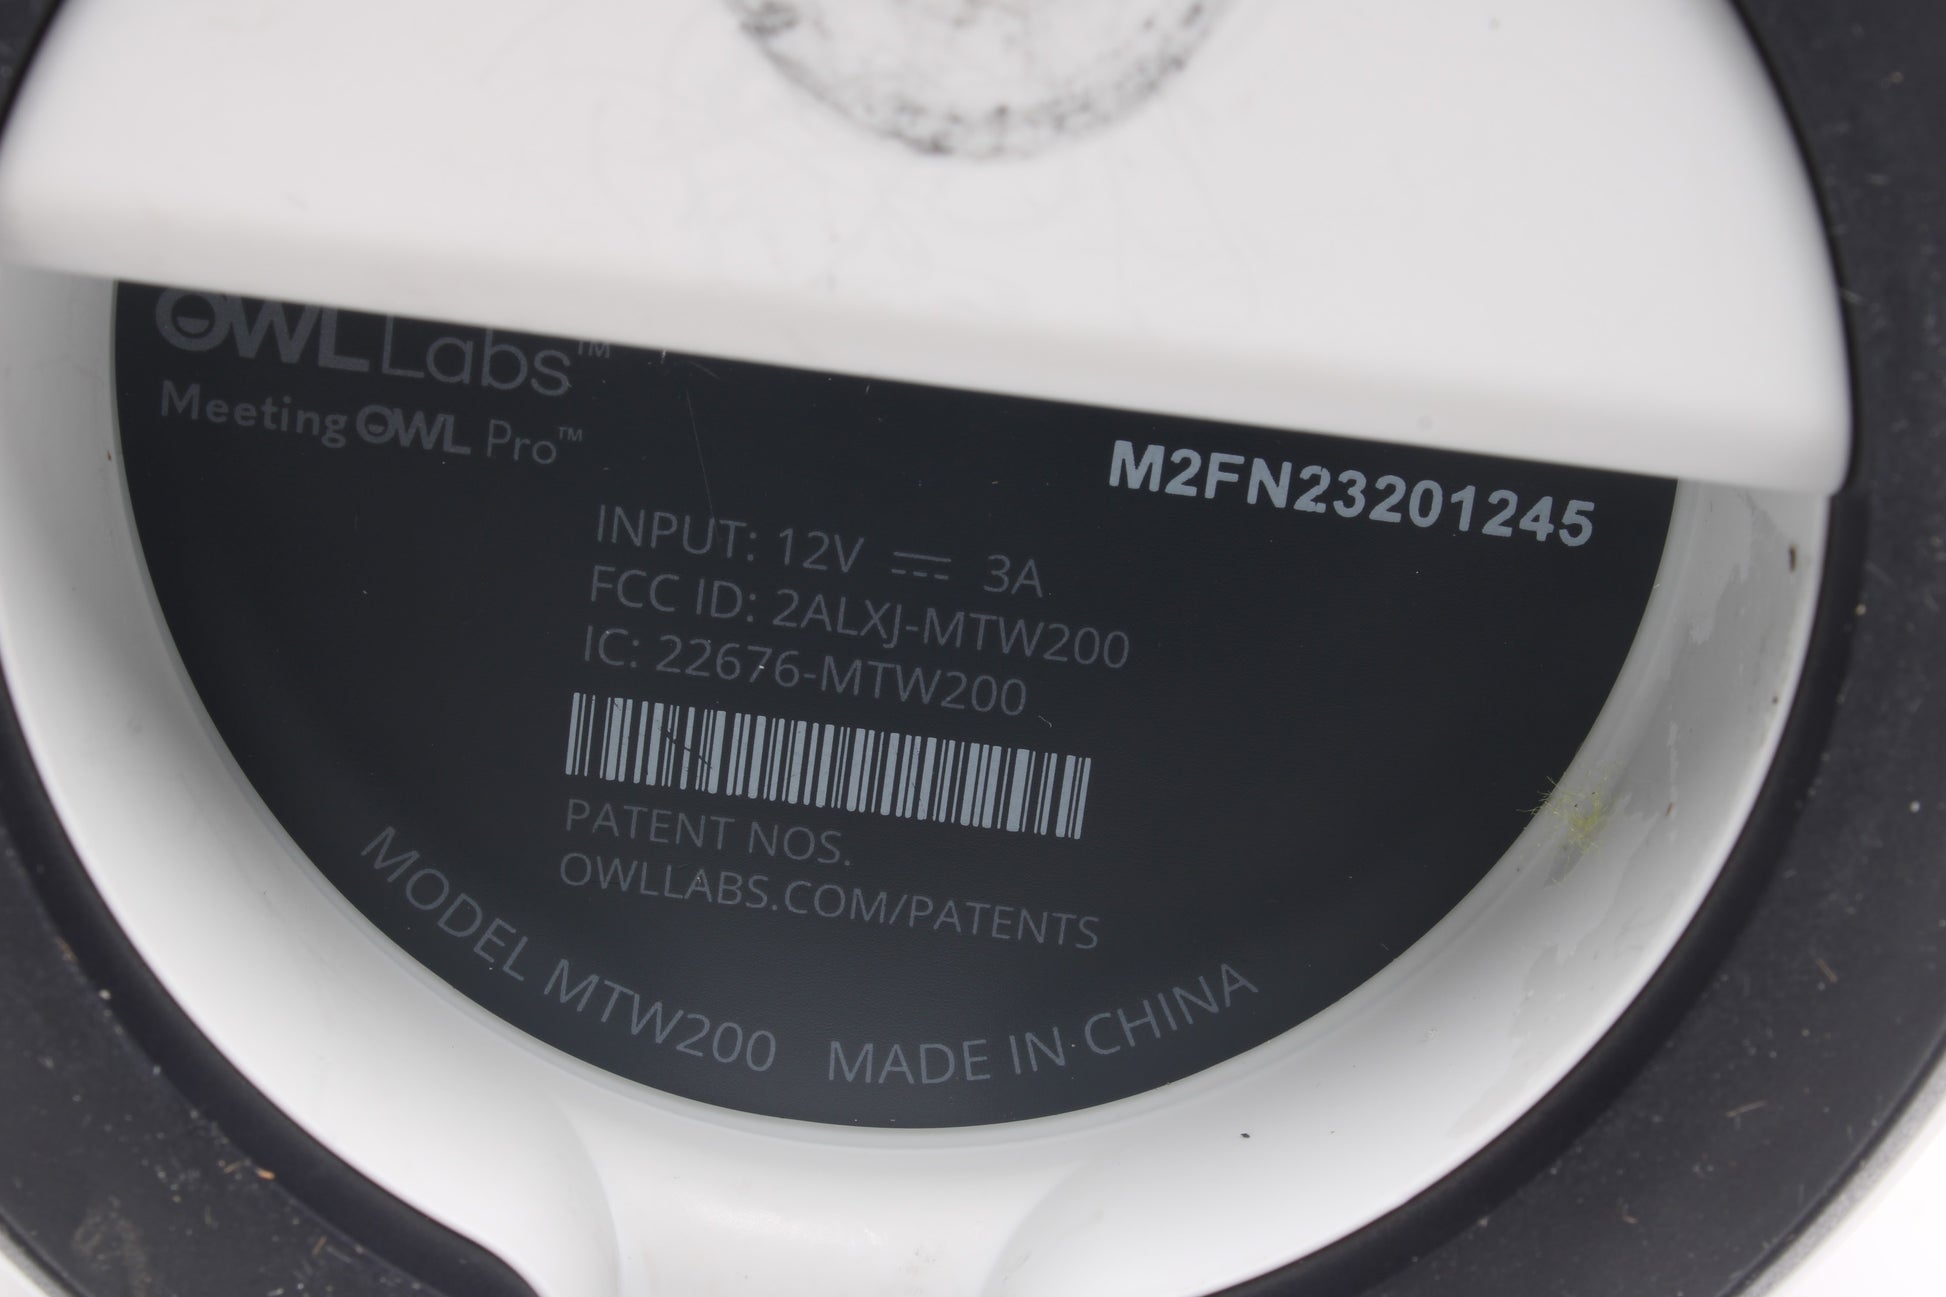 OWL Labs™
Meeting OWL Pro™
M2FN23201245
INPUT: 12V ⎓ 3A
FCC ID: 2ALXJ-MTW200
IC: 22676-MTW200
PATENT NOS.
OWLLABS.COM/PATENTS
MODEL MTW200 MADE IN CHINA